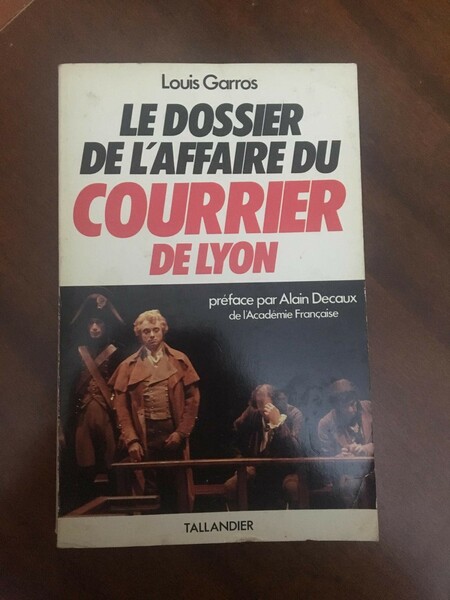 Louis Garros
LE DOSSIER
DE L'AFFAIRE DU
COURRIER
DE LYON
préface par Alain Decaux
de l'Académie Française
TALLANDIER